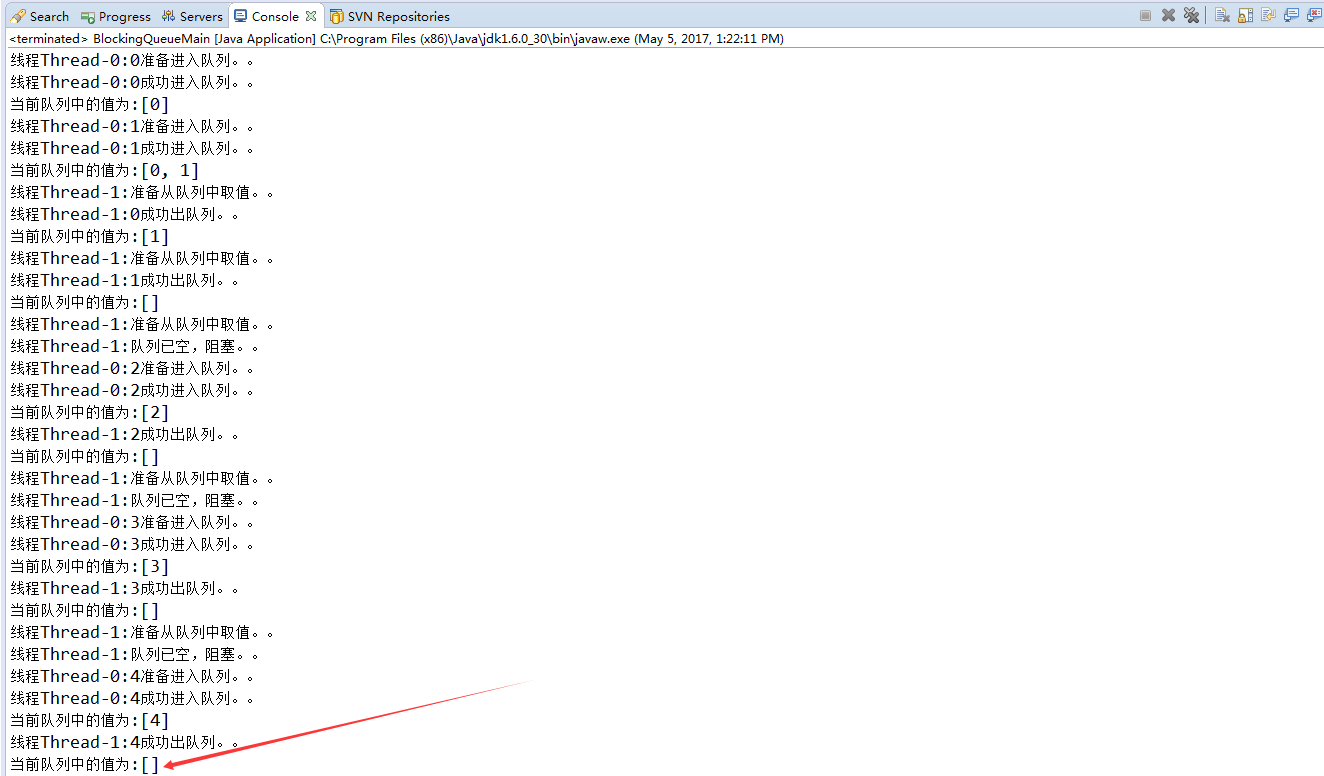 Search Progress Servers Console SVN Repositories
<terminated> BlockingQueueMain [Java Application] C:\Program Files (x86)\Java\jdk1.6.0_30\bin\javaw.exe (May 5, 2017, 1:22:11 PM)
线程Thread-0:0准备进入队列。。
线程Thread-0:0成功进入队列。。
当前队列中的值为:[0]
线程Thread-0:1准备进入队列。。
线程Thread-0:1成功进入队列。。
当前队列中的值为:[0, 1]
线程Thread-1:准备从队列中取值。。
线程Thread-1:0成功出队列。。
当前队列中的值为:[1]
线程Thread-1:准备从队列中取值。。
线程Thread-1:1成功出队列。。
当前队列中的值为:[]
线程Thread-1:准备从队列中取值。。
线程Thread-1:队列已空，阻塞。。
线程Thread-0:2准备进入队列。。
线程Thread-0:2成功进入队列。。
当前队列中的值为:[2]
线程Thread-1:2成功出队列。。
当前队列中的值为:[]
线程Thread-1:准备从队列中取值。。
线程Thread-1:队列已空，阻塞。。
线程Thread-0:3准备进入队列。。
线程Thread-0:3成功进入队列。。
当前队列中的值为:[3]
线程Thread-1:3成功出队列。。
当前队列中的值为:[]
线程Thread-1:准备从队列中取值。。
线程Thread-1:队列已空，阻塞。。
线程Thread-0:4准备进入队列。。
线程Thread-0:4成功进入队列。。
当前队列中的值为:[4]
线程Thread-1:4成功出队列。。
当前队列中的值为:[]